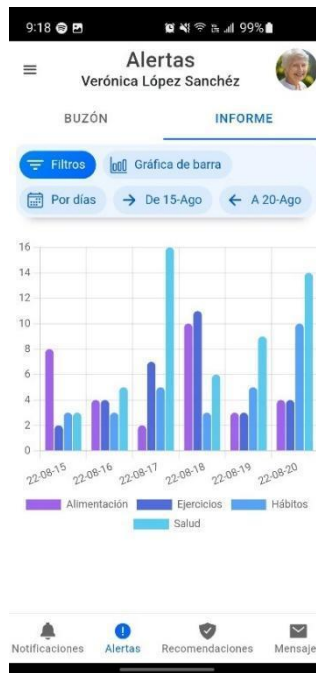 9:18 99%
Alertas
Verónica López Sanchéz
BUZÓN INFORME
Filtros Gráfica de barra
Por días De 15-Ago A 20-Ago
16
14
12
10
8
6
4
2
0
22-08-15 22-08-16 22-08-17 22-08-18 22-08-19 22-08-20
Alimentación Ejercicios Hábitos
Salud
Notificaciones Alertas Recomendaciones Mensaje